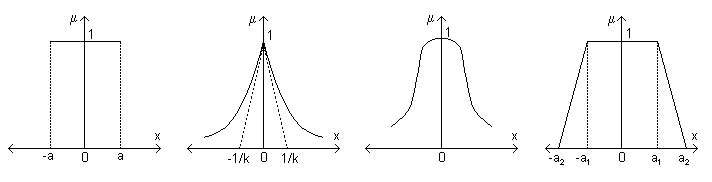 μ μ μ μ
1 1 1 1
x x x x
-a 0 a -1/k 0 1/k 0 -a₂ -a₁ 0 a₁ a₂